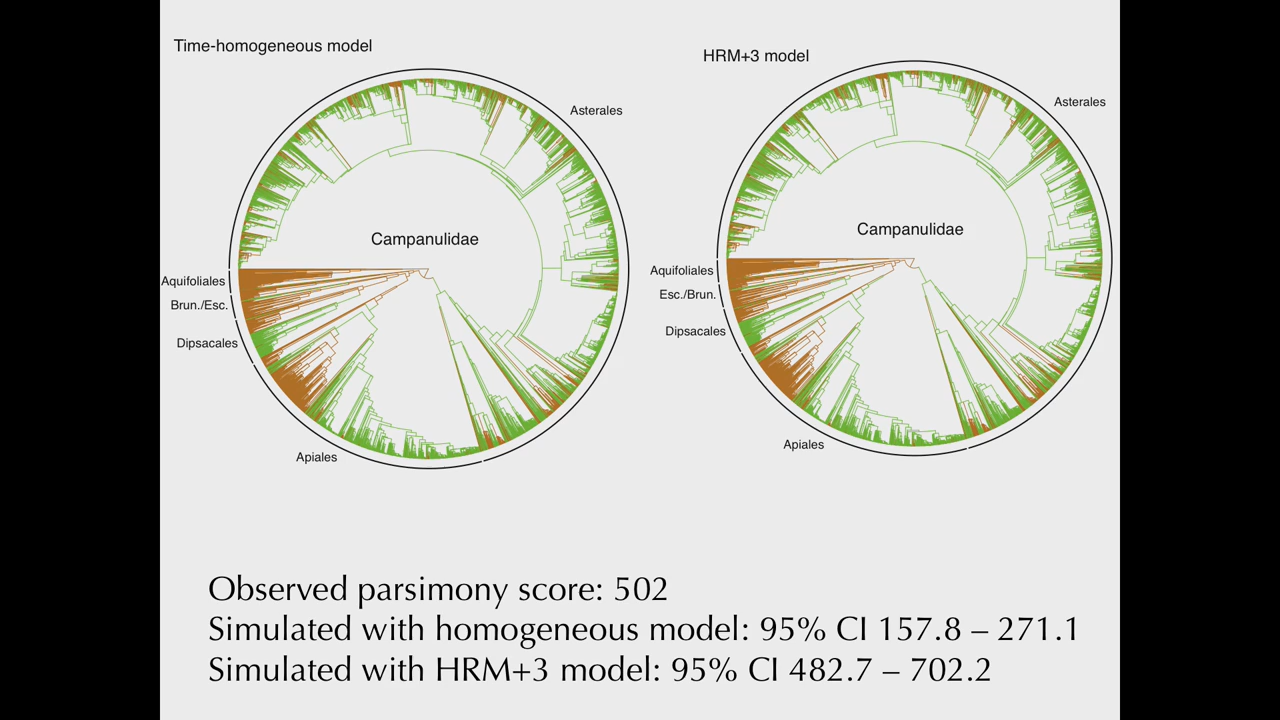 Time-homogeneous model
Asterales
Campanulidae
Aquifoliales
Brun./Esc.
Dipsacales
Apiales
HRM+3 model
Asterales
Campanulidae
Aquifoliales
Esc./Brun.
Dipsacales
Apiales
Observed parsimony score: 502
Simulated with homogeneous model: 95% CI 157.8 – 271.1
Simulated with HRM+3 model: 95% CI 482.7 – 702.2